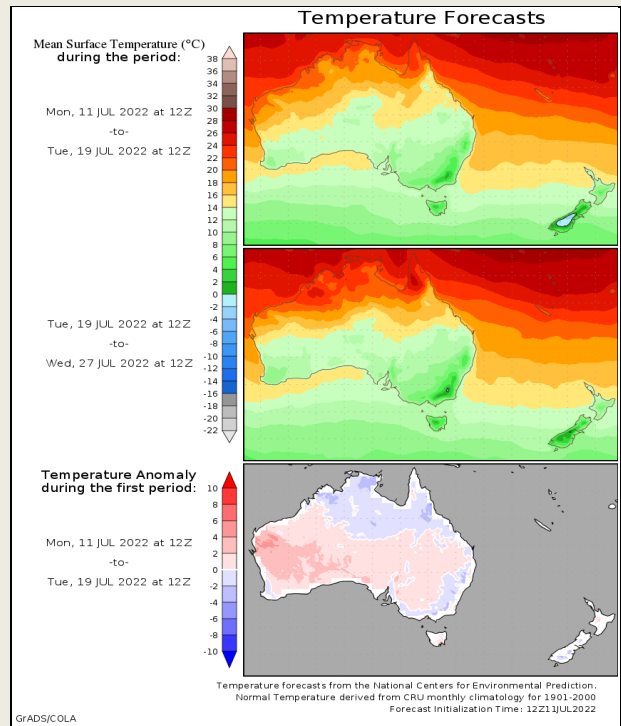 Temperature Forecasts
Mean Surface Temperature (°C)
during the period:
38
36
34
32
30
28
26
24
22
20
18
16
14
12
10
8
6
4
2
0
-2
-4
-6
-8
-10
-12
-14
-16
-18
-20
-22
Mon, 11 JUL 2022 at 12Z
-to-
Tue, 19 JUL 2022 at 12Z
Tue, 19 JUL 2022 at 12Z
-to-
Wed, 27 JUL 2022 at 12Z
Temperature Anomaly
during the first period:
10
8
6
4
2
0
-2
-4
-6
-8
-10
Mon, 11 JUL 2022 at 12Z
-to-
Tue, 19 JUL 2022 at 12Z
Temperature forecasts from the National Centers for Environmental Prediction.
Normal Temperature derived from CRU monthly climatology for 1901-2000
Forecast Initialization Time: 12Z11JUL2022
GrADS/COLA